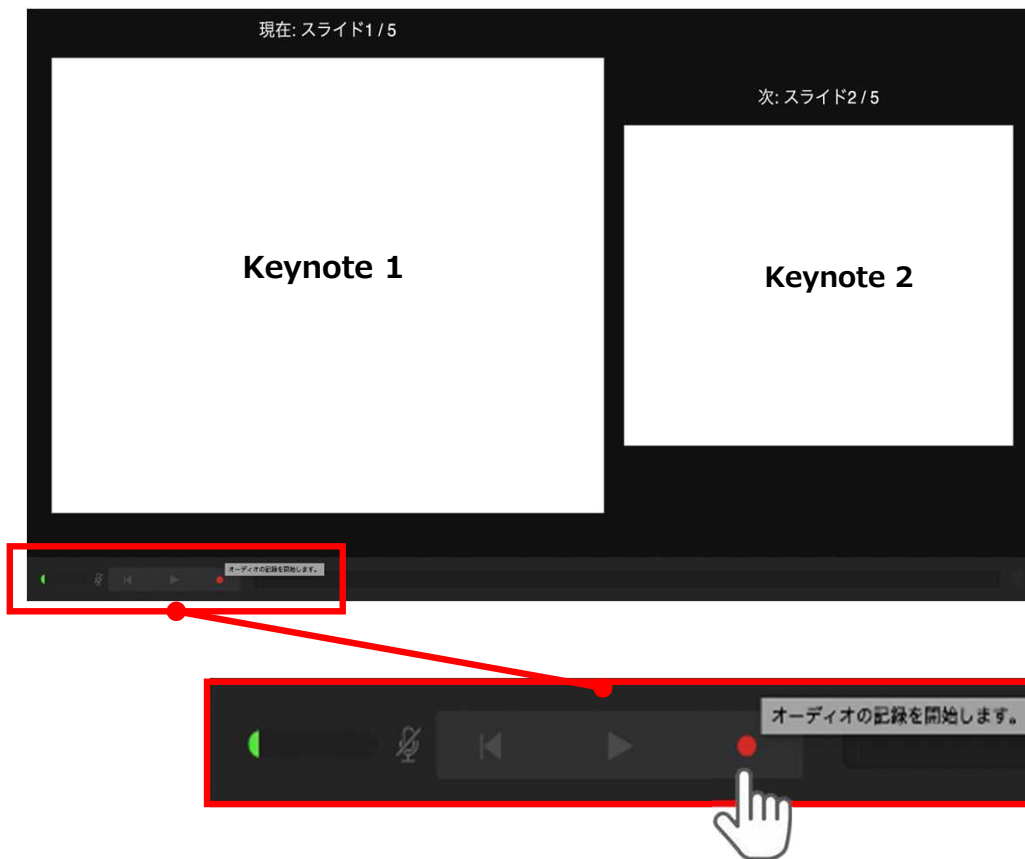 現在: スライド1 / 5
次: スライド2 / 5
Keynote 1
Keynote 2
オーディオの記録を開始します。
オーディオの記録を開始します。